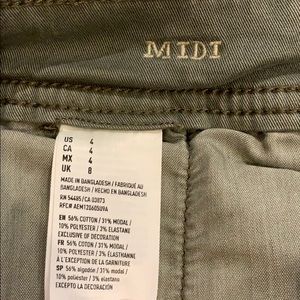 MIDI
US 4
CA 4
MX 4
UK 8
MADE IN BANGLADESH / FABRIQUÉ AU
BANGLADESH / HECHO EN BANGLADESH
RN 54485/CA 03873
RFC# AEM120605U9A
EN 56% COTTON / 31% MODAL /
10% POLYESTER / 3% ELASTANE
EXCLUSIVE OF DECORATION
FR 56% COTON / 31% MODAL /
10% POLYESTER / 3% ÉLASTHANNE
À L'EXCEPTION DE LA GARNITURE
SP 56% algodón / 31% modal /
10% poliéster / 3% elastano
EXCEPTO LA DECORACIÓN